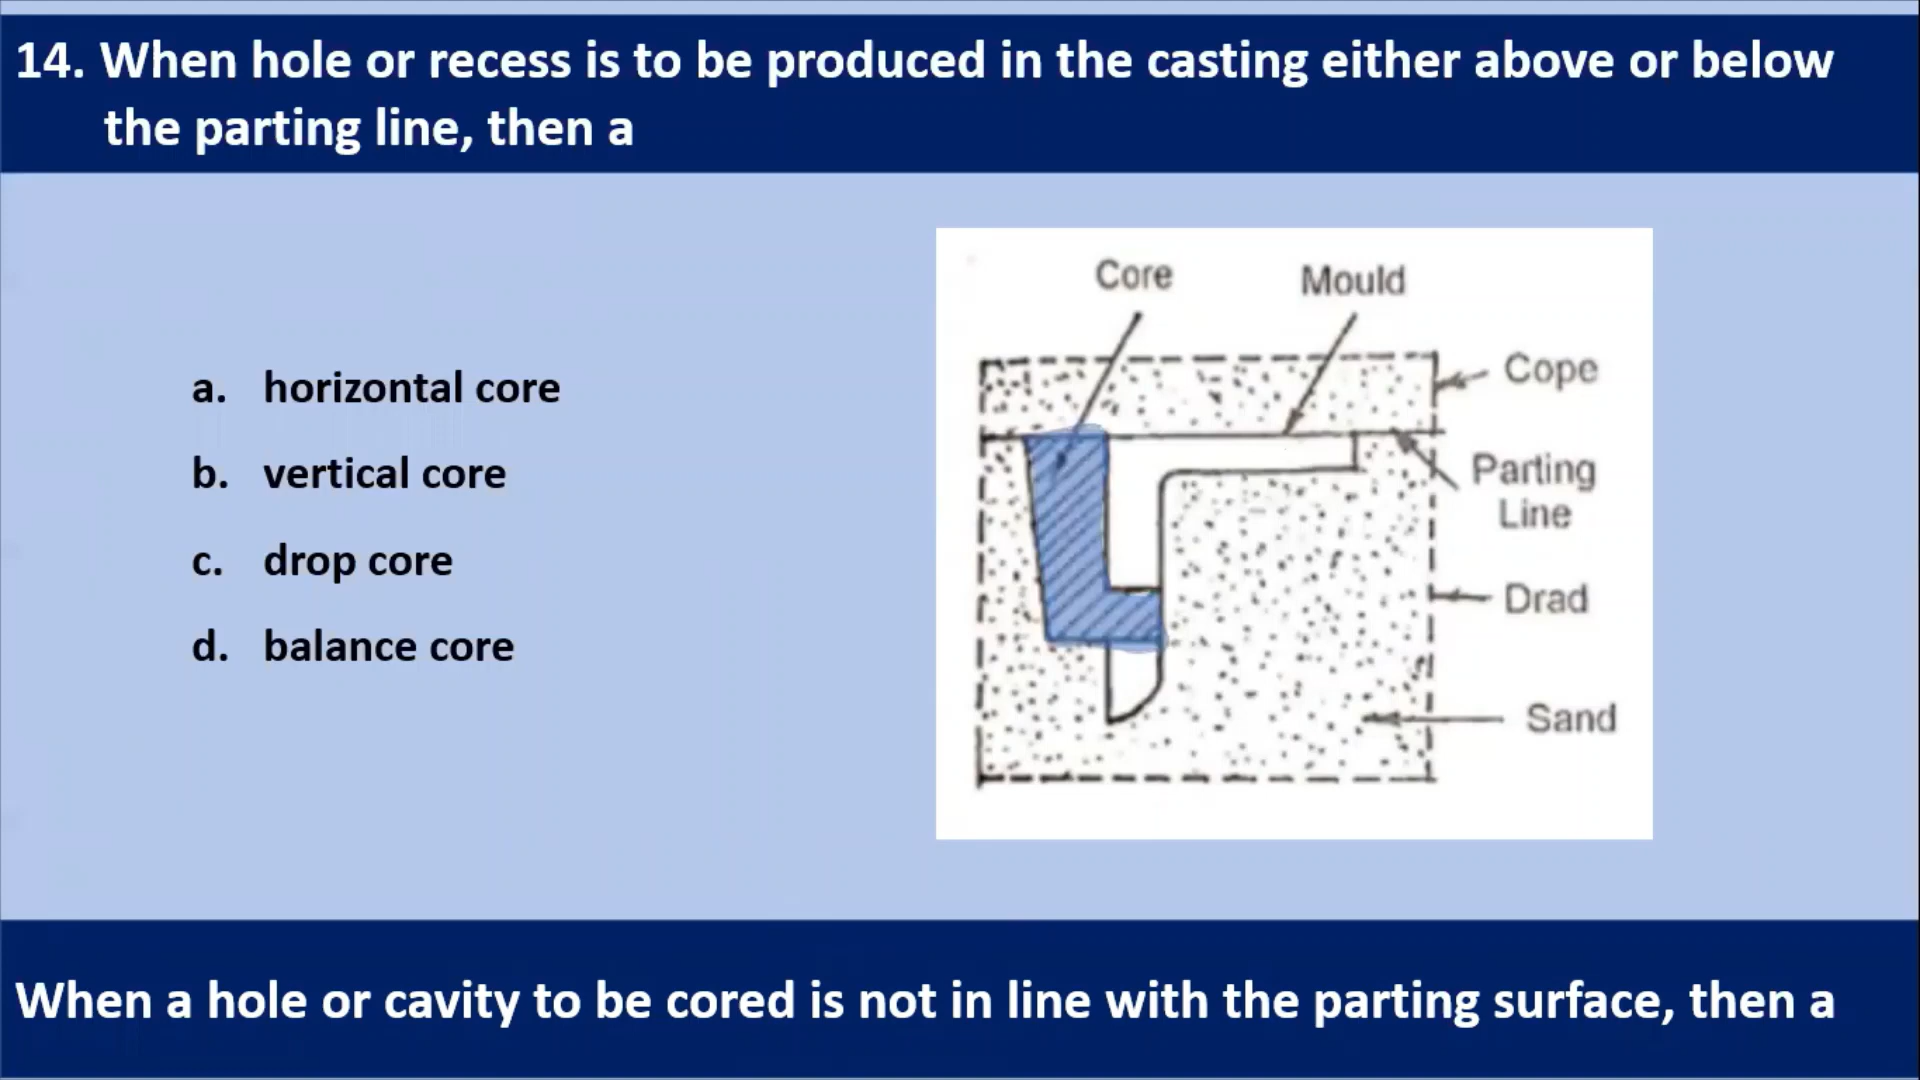 14. When hole or recess is to be produced in the casting either above or below
the parting line, then a
a. horizontal core
b. vertical core
c. drop core
d. balance core
Core
Mould
Cope
Parting
Line
Drad
Sand
When a hole or cavity to be cored is not in line with the parting surface, then a